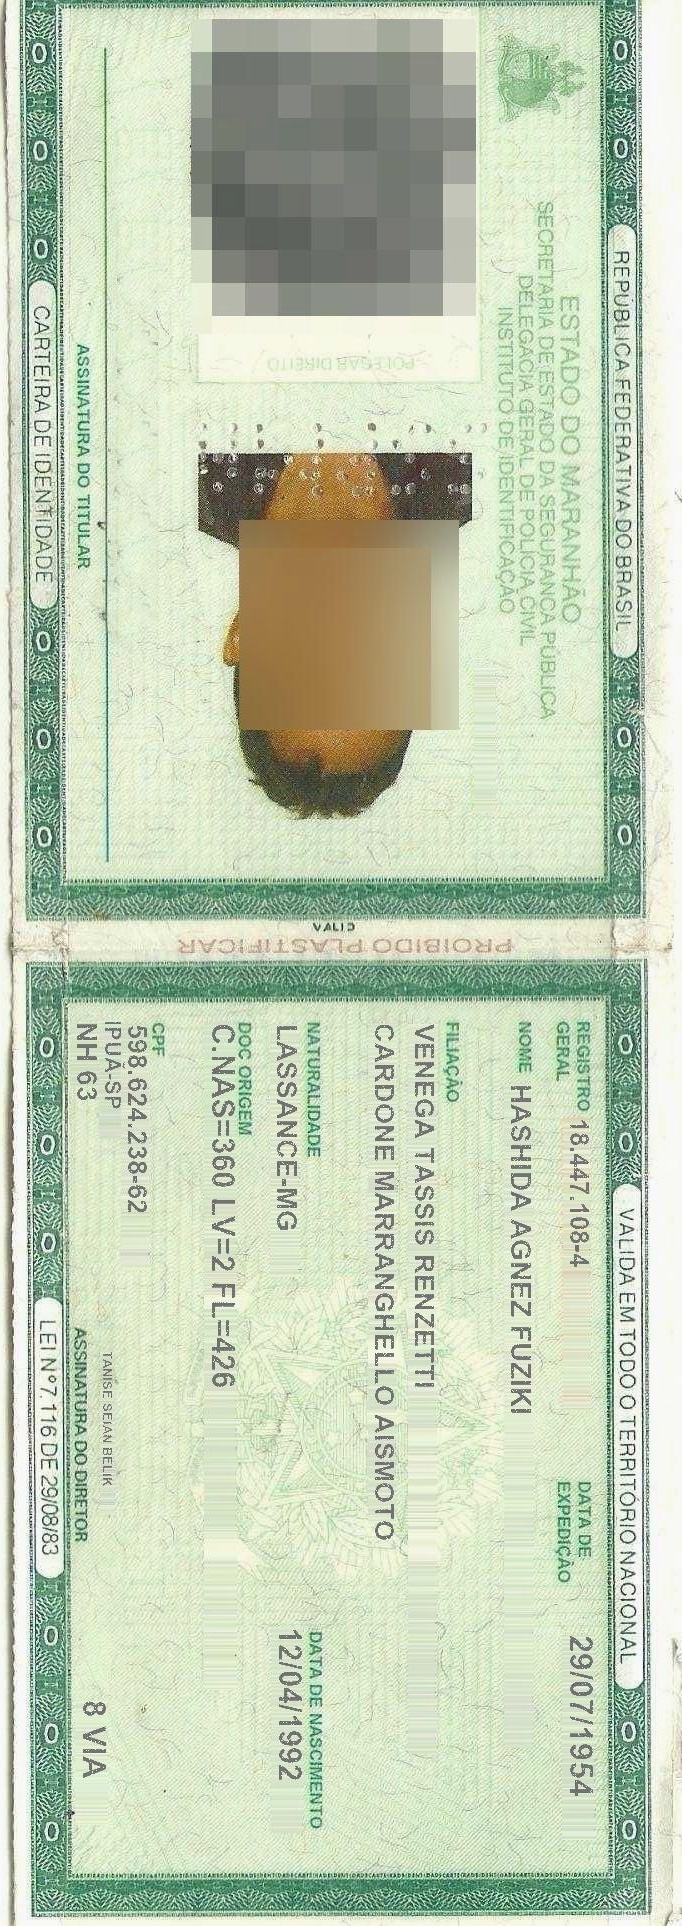 REPÚBLICA FEDERATIVA DO BRASIL
ESTADO DO MARANHÃO
SECRETARIA DE ESTADO DA SEGURANÇA PÚBLICA
DELEGACIA GERAL DE POLÍCIA CIVIL
INSTITUTO DE IDENTIFICAÇÃO
POLEGAR DIREITO
ASSINATURA DO TITULAR
CARTEIRA DE IDENTIDADE
PROIBIDO PLASTIFICAR
VÁLIDA EM TODO O TERRITÓRIO NACIONAL
REGISTRO GERAL 18.447.108-4 DATA DE EXPEDIÇÃO 29/07/1954
NOME HASHIDA AGNEZ FUZIKI
FILIAÇÃO
VENEGA TASSIS RENZETTI
CARDONE MARRANGHELLO AISMOTO
NATURALIDADE DATA DE NASCIMENTO
LASSANCE-MG 12/04/1992
DOC ORIGEM
C.NAS=360 LV=2 FL=426
CPF
598.624.238-62
IPUÃ-SP
NH 63
TANISE SEIAN BELIK
8 VIA
ASSINATURA DO DIRETOR
LEI Nº 7.116 DE 29/08/83